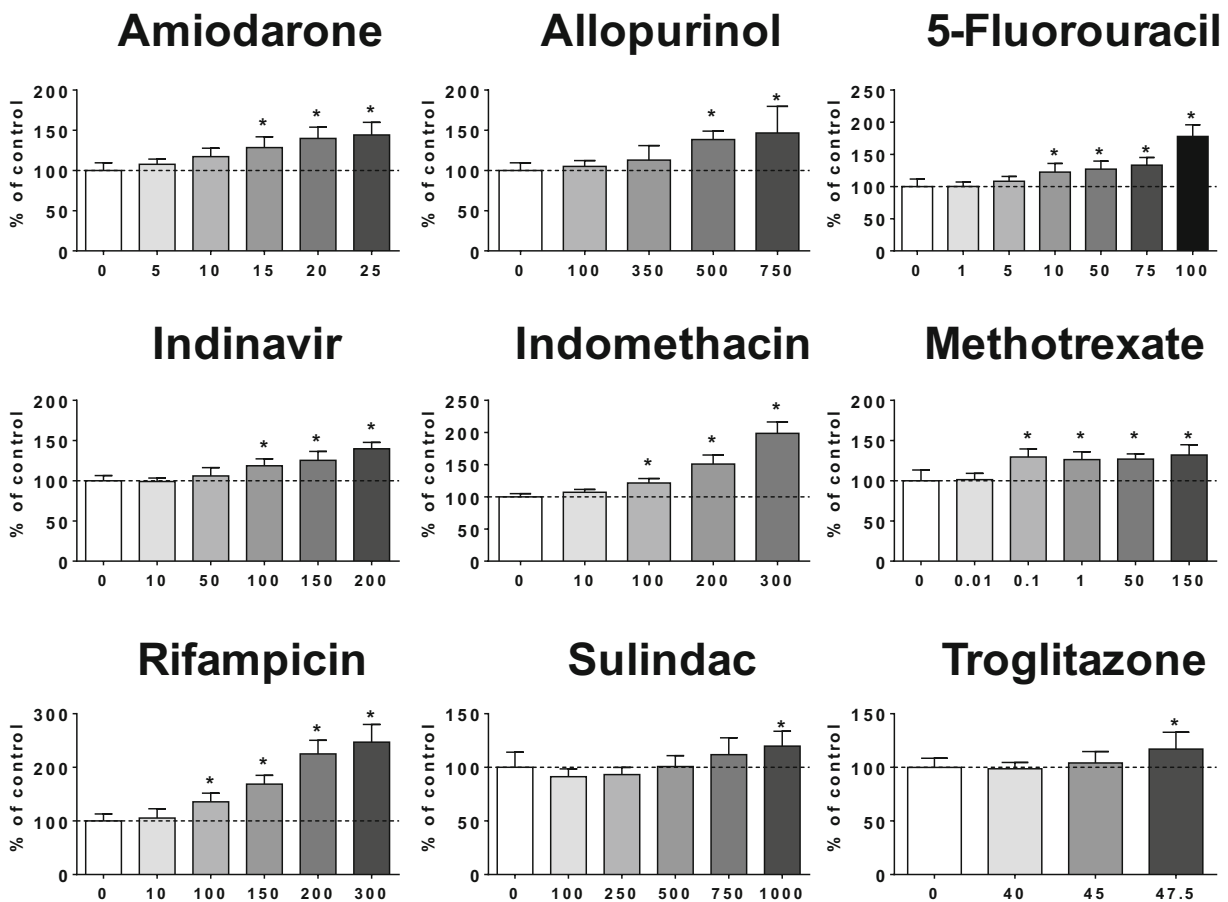 Amiodarone
% of control
200
150
100
50
0
* * *
0 5 10 15 20 25
Allopurinol
% of control
200
150
100
50
0
* *
0 100 350 500 750
5-Fluorouracil
% of control
250
200
150
100
50
0
* * * *
0 1 5 10 50 75 100
Indinavir
% of control
200
150
100
50
0
* * *
0 10 50 100 150 200
Indomethacin
% of control
250
200
150
100
50
0
* * *
0 10 100 200 300
Methotrexate
% of control
200
150
100
50
0
* * * *
0 0.01 0.1 1 50 150
Rifampicin
% of control
300
200
100
0
* * * *
0 10 100 150 200 300
Sulindac
% of control
150
100
50
0
*
0 100 250 500 750 1000
Troglitazone
% of control
150
100
50
0
*
0 40 45 47.5